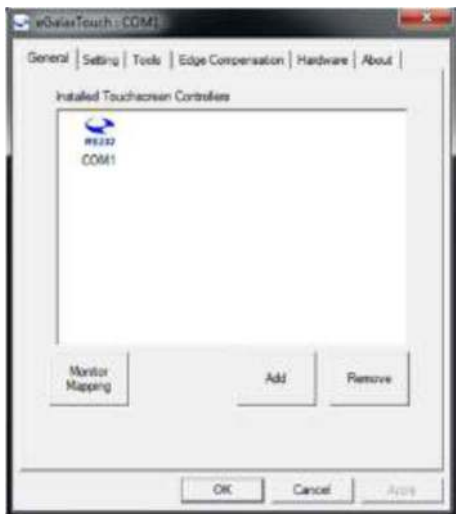 eGalaxTouch : COM1
General Setting Tools Edge Compensation Hardware About
Installed Touchscreen Controllers
RS232
COM1
Monitor
Mapping
Add
Remove
OK
Cancel
Apply